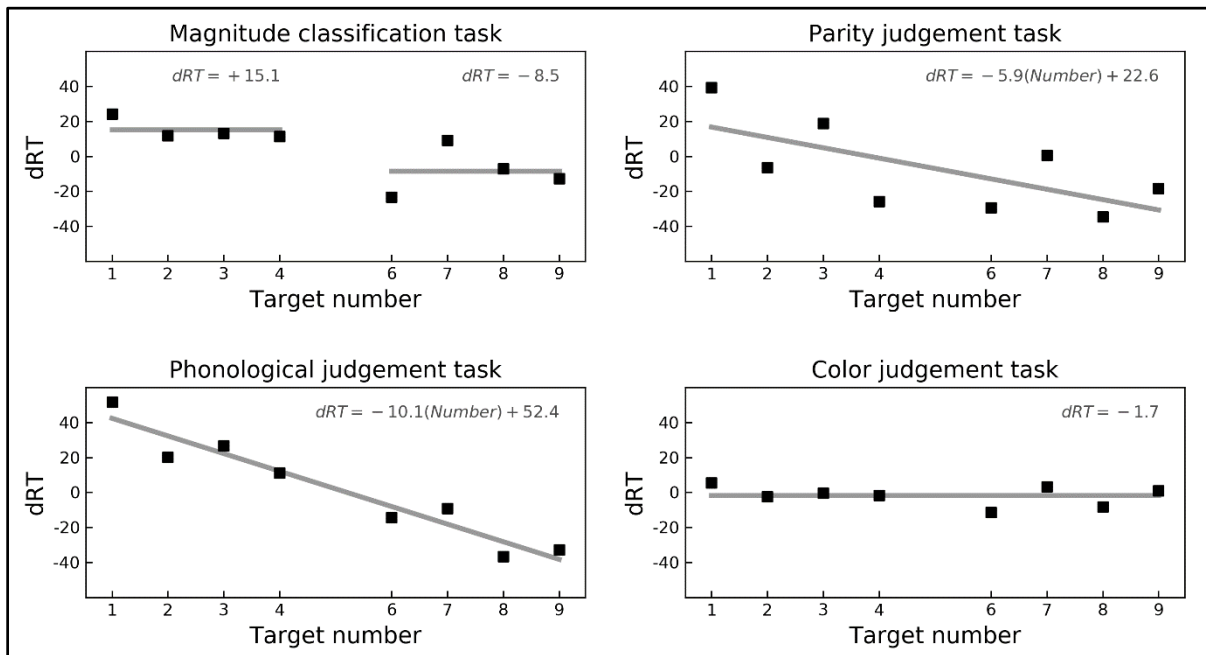 Magnitude classification task
dRT = +15.1
dRT = −8.5
40
20
0
-20
-40
dRT
1 2 3 4 6 7 8 9
Target number
Parity judgement task
dRT = −5.9(Number) + 22.6
40
20
0
-20
-40
dRT
1 2 3 4 6 7 8 9
Target number
Phonological judgement task
dRT = −10.1(Number) + 52.4
40
20
0
-20
-40
dRT
1 2 3 4 6 7 8 9
Target number
Color judgement task
dRT = −1.7
40
20
0
-20
-40
dRT
1 2 3 4 6 7 8 9
Target number